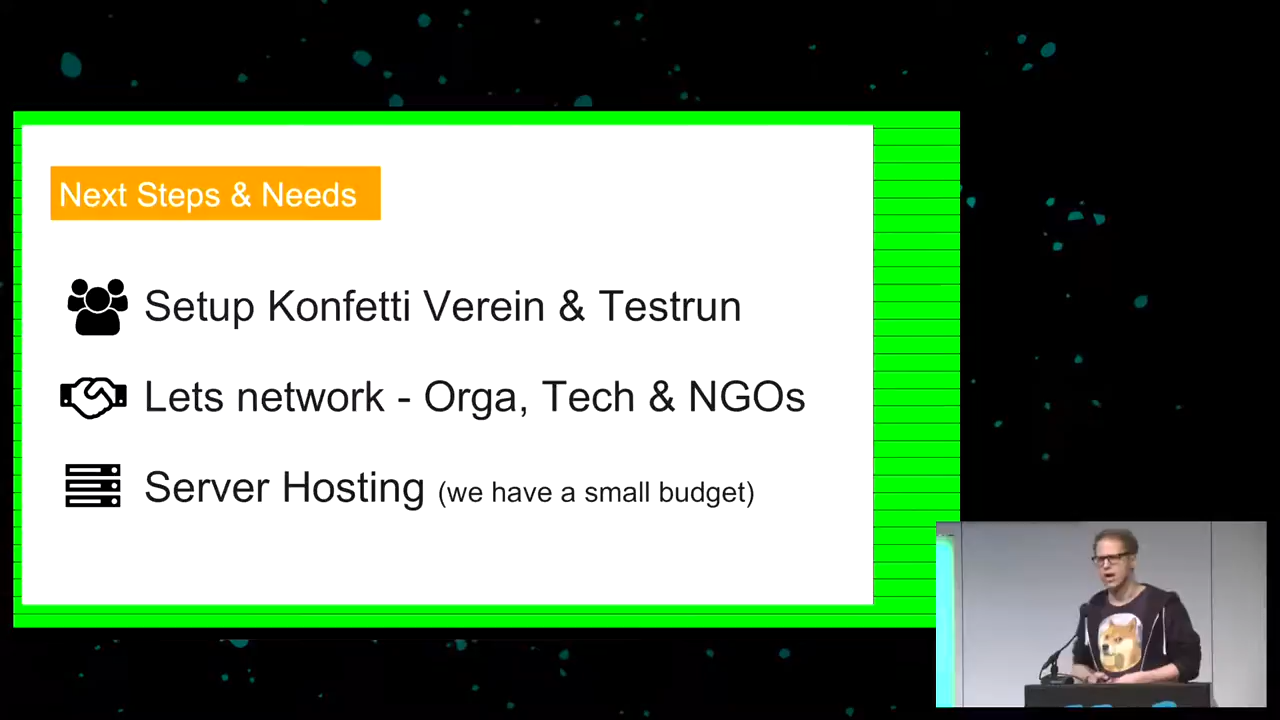 Next Steps & Needs
Setup Konfetti Verein & Testrun
Lets network - Orga, Tech & NGOs
Server Hosting (we have a small budget)